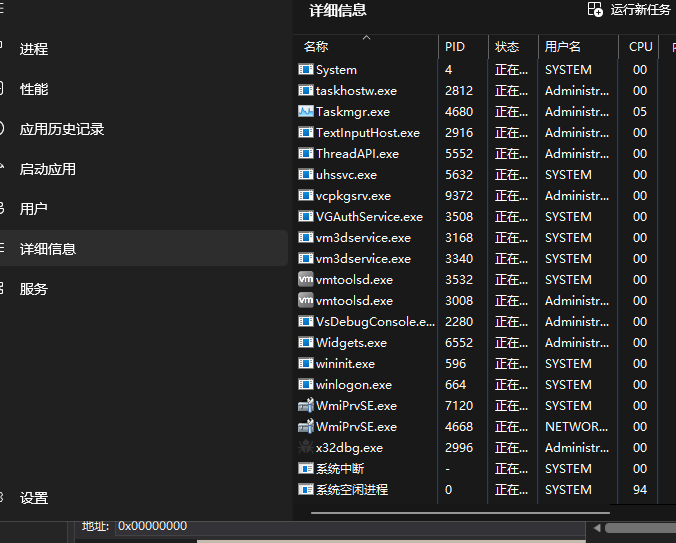 详细信息
运行新任务
进程
性能
应用历史记录
启动应用
用户
详细信息
服务
设置
名称 PID 状态 用户名 CPU
System 4 正在... SYSTEM 00
taskhostw.exe 2812 正在... Administr... 00
Taskmgr.exe 4680 正在... Administr... 05
TextInputHost.exe 2916 正在... Administr... 00
ThreadAPI.exe 5552 正在... Administr... 00
uhssvc.exe 5632 正在... SYSTEM 00
vcpkgsrv.exe 9372 正在... Administr... 00
VGAuthService.exe 3508 正在... SYSTEM 00
vm3dservice.exe 3168 正在... SYSTEM 00
vm3dservice.exe 3340 正在... SYSTEM 00
vmtoolsd.exe 3532 正在... SYSTEM 00
vmtoolsd.exe 3008 正在... Administr... 00
VsDebugConsole.e... 2280 正在... Administr... 00
Widgets.exe 6552 正在... Administr... 00
wininit.exe 596 正在... SYSTEM 00
winlogon.exe 664 正在... SYSTEM 00
WmiPrvSE.exe 7120 正在... SYSTEM 00
WmiPrvSE.exe 4668 正在... NETWOR... 00
x32dbg.exe 2996 正在... Administr... 00
系统中断 - 正在... SYSTEM 00
系统空闲进程 0 正在... SYSTEM 94
地址: 0x00000000